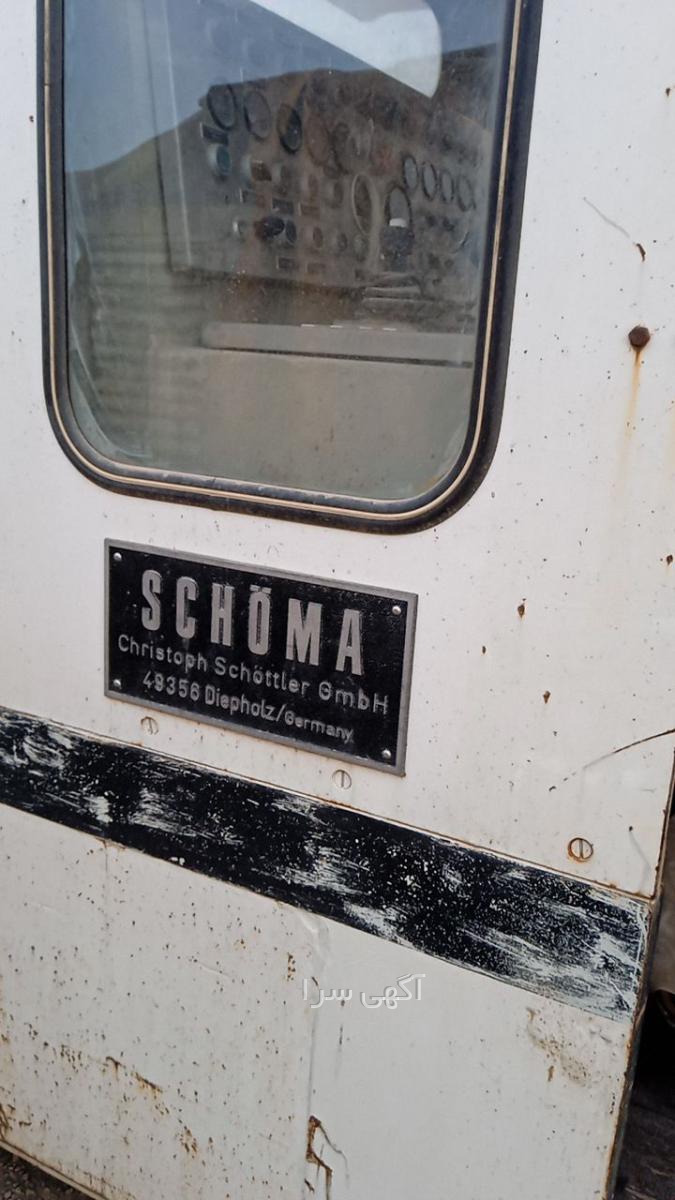 SCHÖMA
Christoph Schöttler GmbH
49356 Diepholz/Germany
آگهی سرا